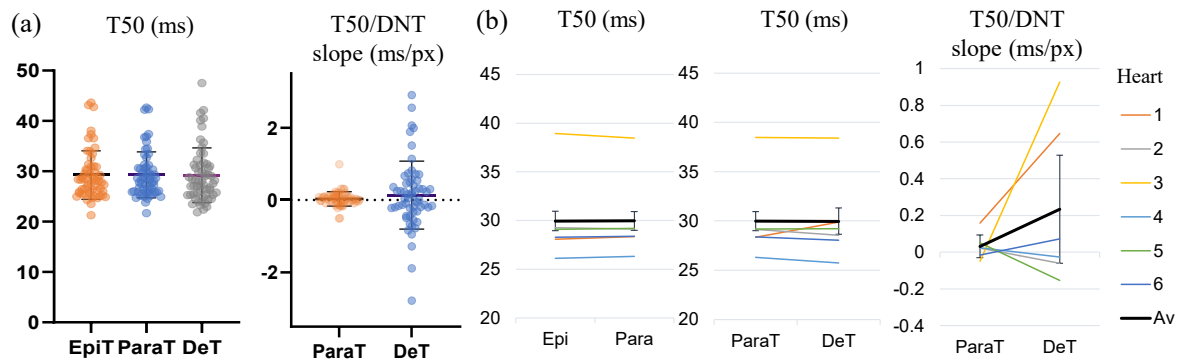 (a)
T50 (ms)
50
40
30
20
10
0
EpiT ParaT DeT
T50/DNT
slope (ms/px)
2
0
-2
ParaT DeT
(b)
T50 (ms)
45
40
35
30
25
20
Epi Para
T50 (ms)
45
40
35
30
25
20
ParaT DeT
T50/DNT
slope (ms/px)
1
0.8
0.6
0.4
0.2
0
-0.2
-0.4
ParaT DeT
Heart
1
2
3
4
5
6
Av